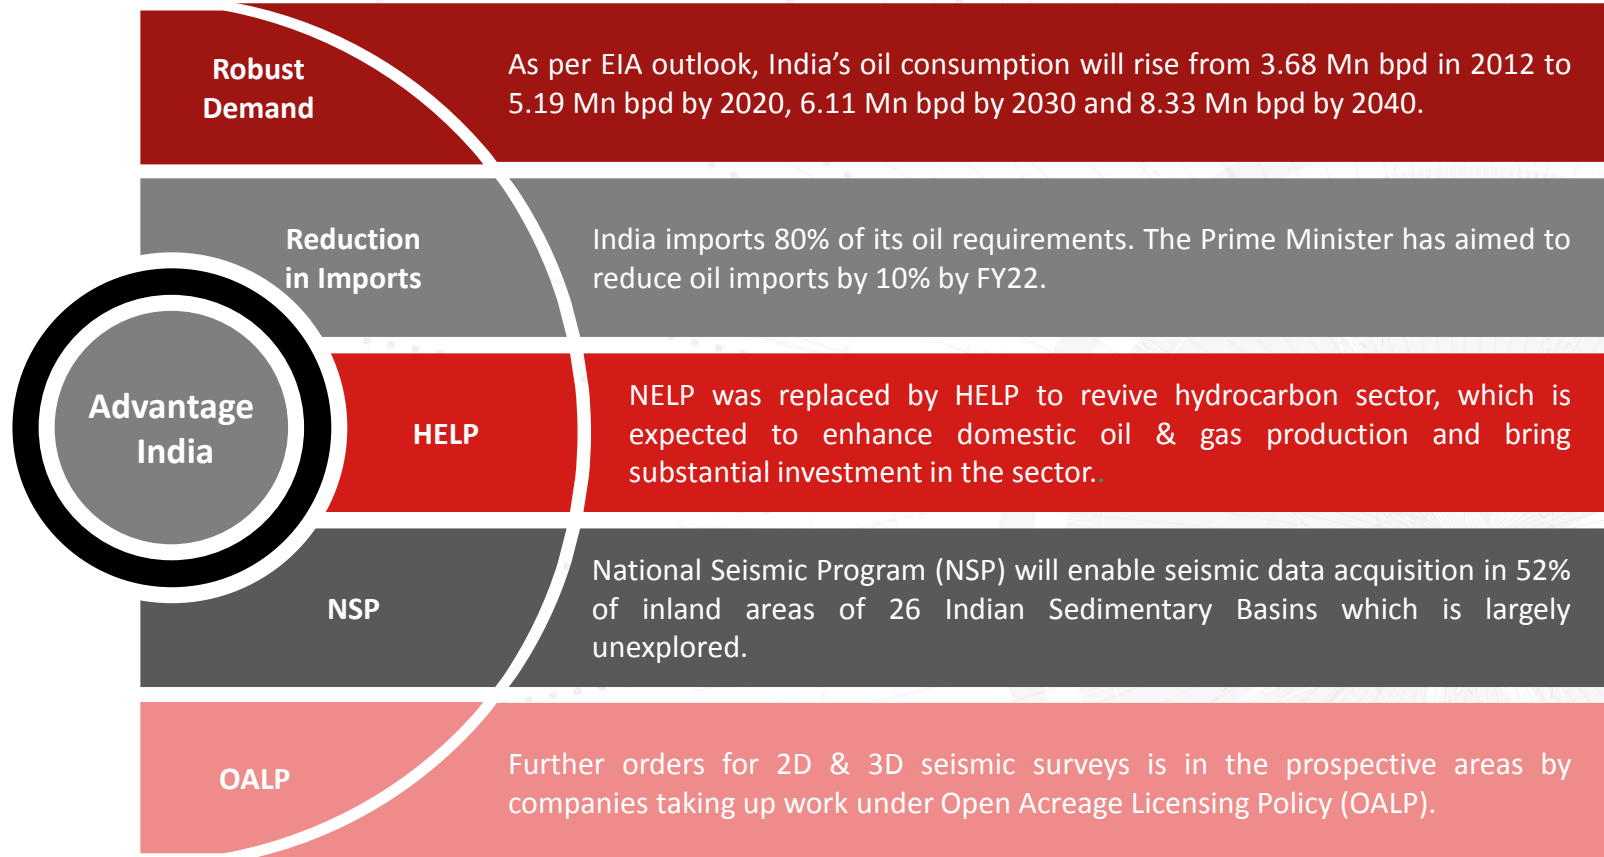 Robust
Demand
As per EIA outlook, India’s oil consumption will rise from 3.68 Mn bpd in 2012 to
5.19 Mn bpd by 2020, 6.11 Mn bpd by 2030 and 8.33 Mn bpd by 2040.
Reduction
in Imports
India imports 80% of its oil requirements. The Prime Minister has aimed to
reduce oil imports by 10% by FY22.
Advantage
India
HELP
NELP was replaced by HELP to revive hydrocarbon sector, which is
expected to enhance domestic oil & gas production and bring
substantial investment in the sector..
NSP
National Seismic Program (NSP) will enable seismic data acquisition in 52%
of inland areas of 26 Indian Sedimentary Basins which is largely
unexplored.
OALP
Further orders for 2D & 3D seismic surveys is in the prospective areas by
companies taking up work under Open Acreage Licensing Policy (OALP).